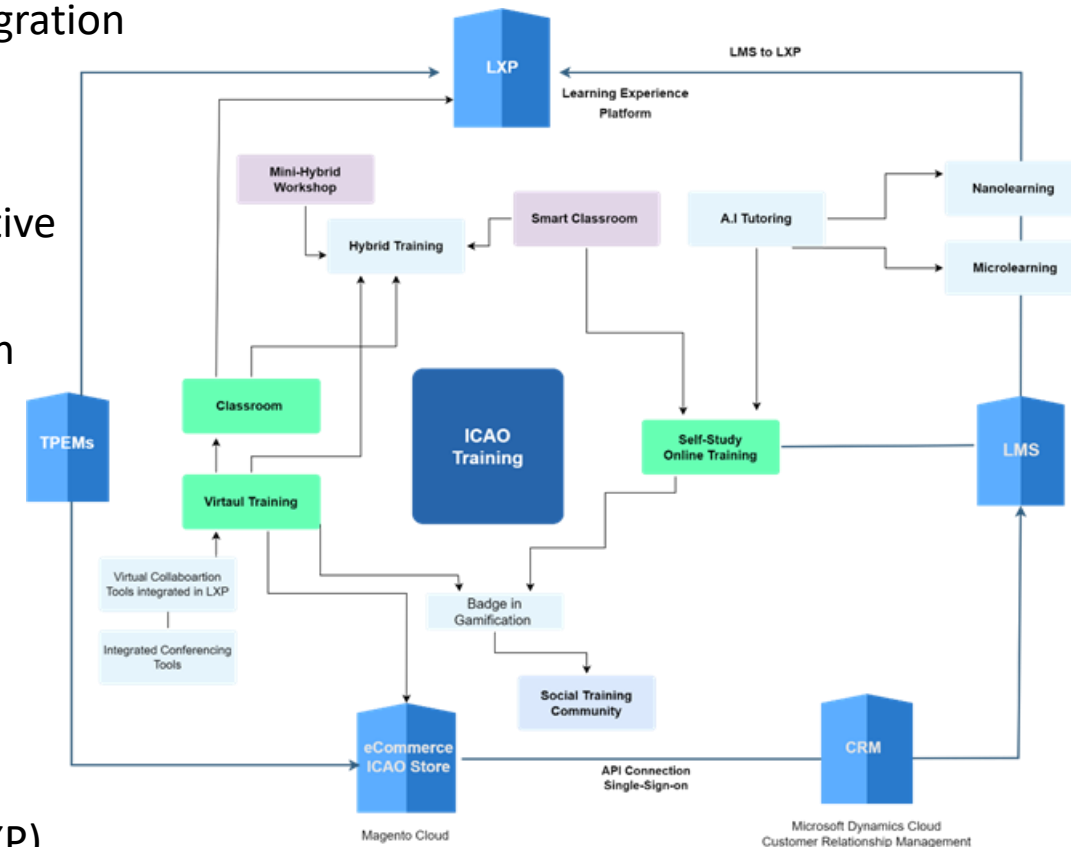 gration
LXP
LMS to LXP
Learning Experience
Platform
Mini-Hybrid
Workshop
Nanolearning
tive
Smart Classroom
A.I Tutoring
Hybrid Training
Microlearning
n
Classroom
TPEMs
ICAO
Training
Self-Study
Online Training
LMS
Virtaul Training
Virtual Collaboartion
Tools integrated in LXP
Badge in
Gamification
Integrated Conferencing
Tools
Social Training
Community
eCommerce
ICAO Store
CRM
API Connection
Single-Sign-on
Magento Cloud
Microsoft Dynamics Cloud
Customer Relationship Management
XP)